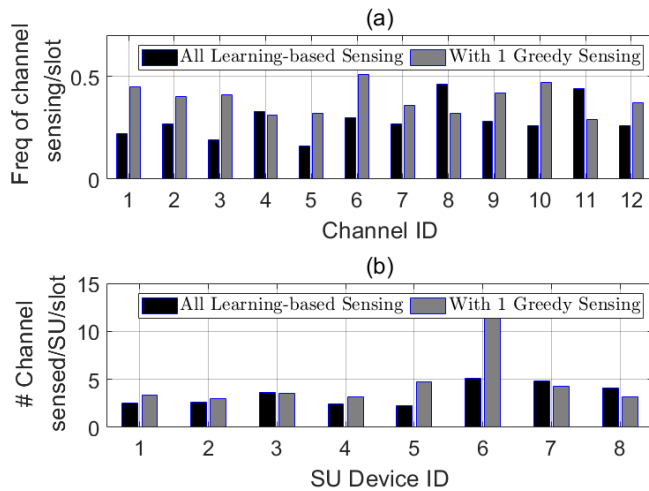 (a)
All Learning-based Sensing With 1 Greedy Sensing
Freq of channel
sensing/slot
0.5
0
1 2 3 4 5 6 7 8 9 10 11 12
Channel ID
(b)
All Learning-based Sensing With 1 Greedy Sensing
# Channel
sensed/SU/slot
15
10
5
0
1 2 3 4 5 6 7 8
SU Device ID